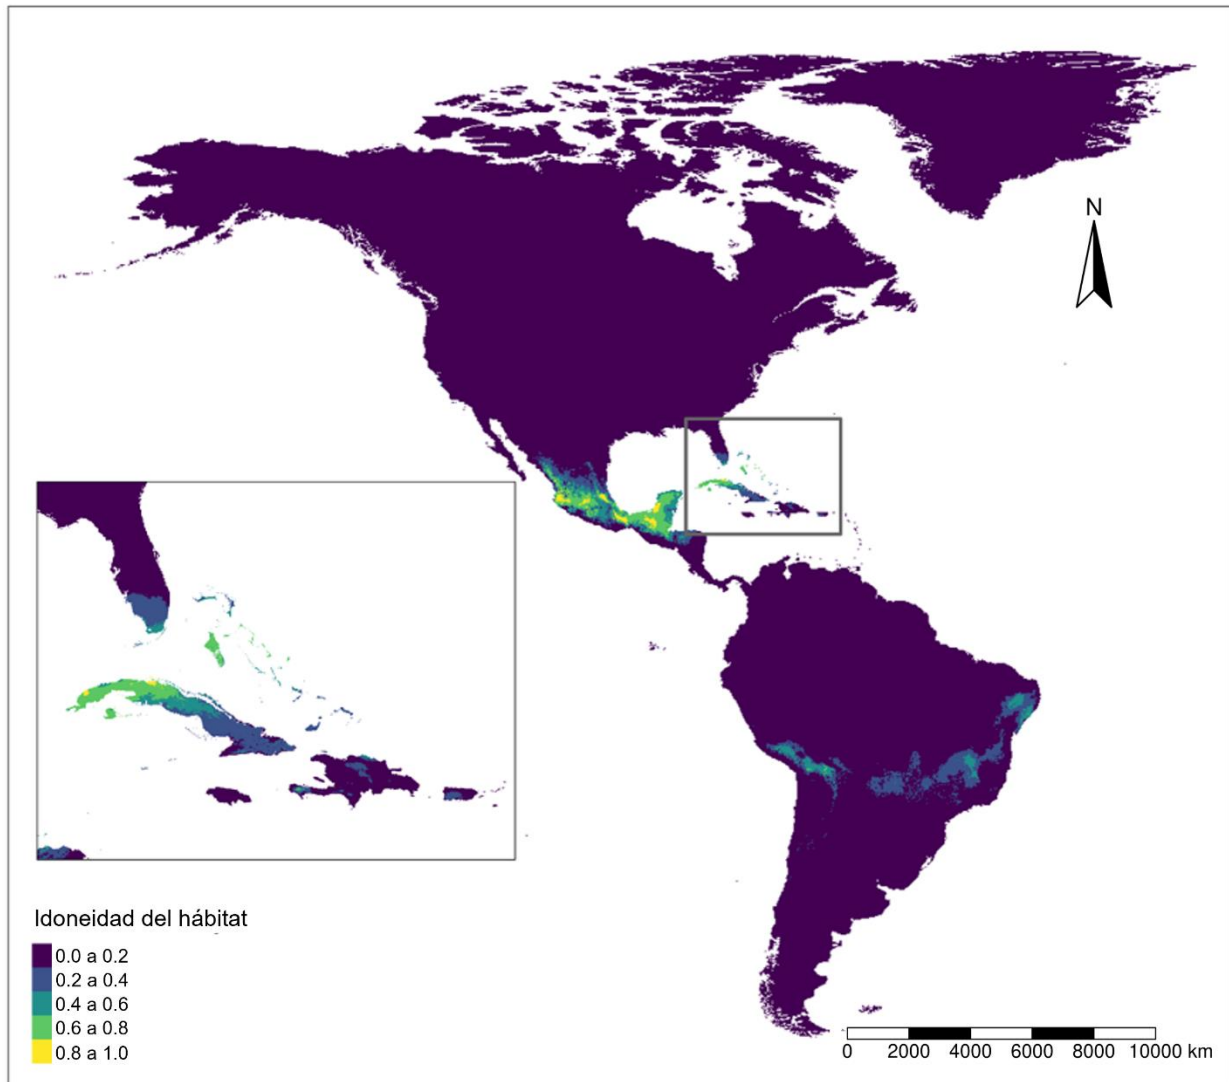 N
Idoneidad del hábitat
0.0 a 0.2
0.2 a 0.4
0.4 a 0.6
0.6 a 0.8
0.8 a 1.0
0 2000 4000 6000 8000 10000 km